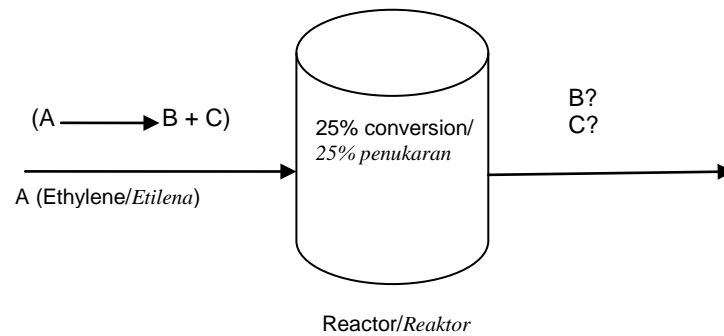 (A ⟶ B + C)
A (Ethylene/Etilena)
25% conversion/
25% penukaran
B?
C?
Reactor/Reaktor